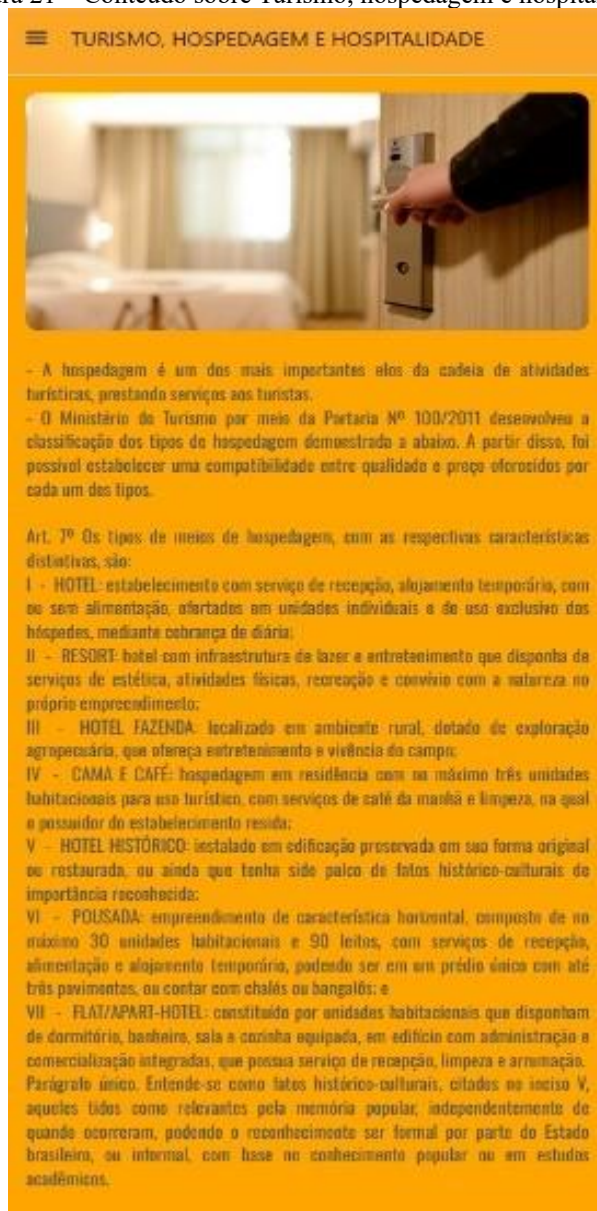 ra 21 – Conteúdo sobre Turismo, hospedagem e hospita
TURISMO, HOSPEDAGEM E HOSPITALIDADE
- A hospedagem é um dos mais importantes elos da cadeia de atividades
turísticas, prestando serviços aos turistas.
- O Ministério do Turismo por meio da Portaria Nº 100/2011 desenvolveu a
classificação dos tipos de hospedagem demonstrada a abaixo. A partir disso, foi
possível estabelecer uma compatibilidade entre qualidade e preço oferecidos por
cada um dos tipos.
Art. 7º Os tipos de meios de hospedagem, com as respectivas características
distintivas, são:
I - HOTEL: estabelecimento com serviço de recepção, alojamento temporário, com
ou sem alimentação, ofertados em unidades individuais e de uso exclusivo dos
hóspedes, mediante cobrança de diária;
II - RESORT: hotel com infraestrutura de lazer e entretenimento que disponha de
serviços de estética, atividades físicas, recreação e convívio com a natureza no
próprio empreendimento;
III - HOTEL FAZENDA: localizado em ambiente rural, dotado de exploração
agropecuária, que ofereça entretenimento e vivência do campo;
IV - CAMA E CAFÉ: hospedagem em residência com no máximo três unidades
habitacionais para uso turístico, com serviços de café da manhã e limpeza, na qual
o possuidor do estabelecimento resida;
V - HOTEL HISTÓRICO: instalado em edificação preservada em sua forma original
ou restaurada, ou ainda que tenha sido palco de fatos histórico-culturais de
importância reconhecida;
VI - POUSADA: empreendimento de característica horizontal, composto de no
máximo 30 unidades habitacionais e 90 leitos, com serviços de recepção,
alimentação e alojamento temporário, podendo ser em um prédio único com até
três pavimentos, ou contar com chalés ou bangalôs; e
VII - FLAT/APART-HOTEL: constituído por unidades habitacionais que disponham
de dormitório, banheiro, sala e cozinha equipada, em edifício com administração e
comercialização integradas, que possua serviço de recepção, limpeza e arrumação.
Parágrafo único. Entende-se como fatos histórico-culturais, citados no inciso V,
aqueles tidos como relevantes pela memória popular, independentemente de
quando ocorreram, podendo o reconhecimento ser formal por parte do Estado
brasileiro, ou informal, com base no conhecimento popular ou em estudos
acadêmicos.